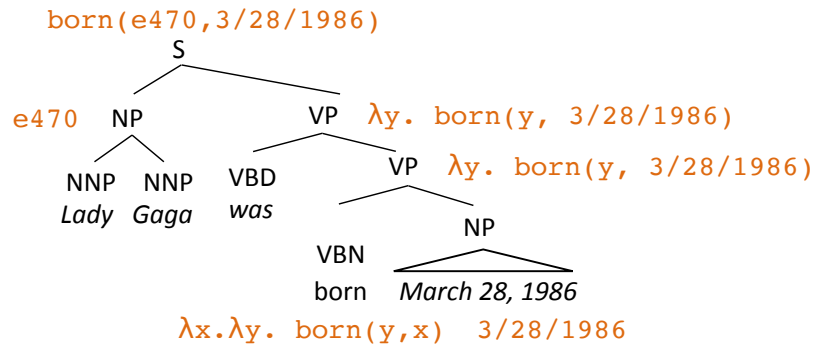 born(e470,3/28/1986)
S
e470 NP VP λy. born(y, 3/28/1986)
NNP NNP VBD VP λy. born(y, 3/28/1986)
Lady Gaga was
VBN NP
born March 28, 1986
λx.λy. born(y,x) 3/28/1986